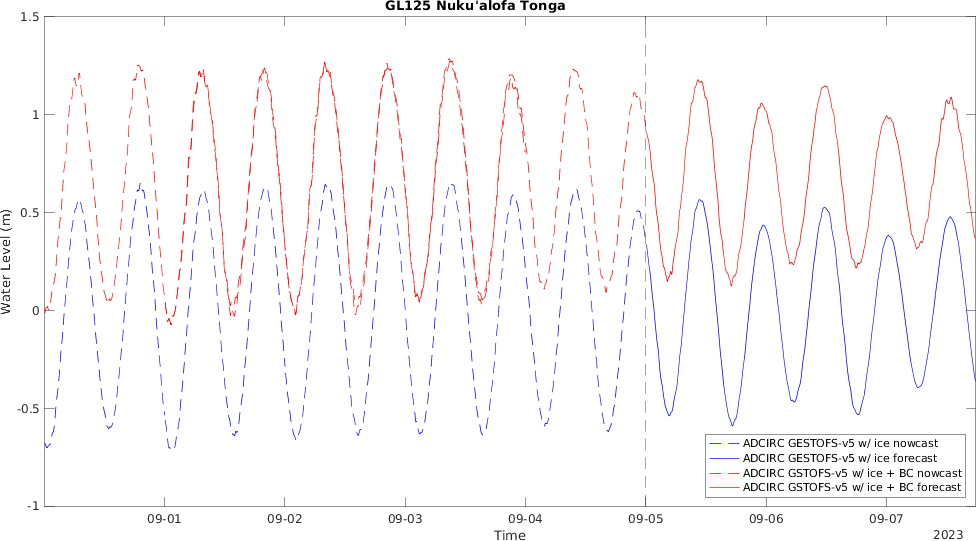 GL125 Nuku'alofa Tonga
1.5
1
0.5
0
-0.5
-1
Water Level (m)
09-01
09-02
09-03
09-04
09-05
09-06
09-07
Time
2023
ADCIRC GESTOFS-v5 w/ ice nowcast
ADCIRC GESTOFS-v5 w/ ice forecast
ADCIRC GSTOFS-v5 w/ ice + BC nowcast
ADCIRC GSTOFS-v5 w/ ice + BC forecast